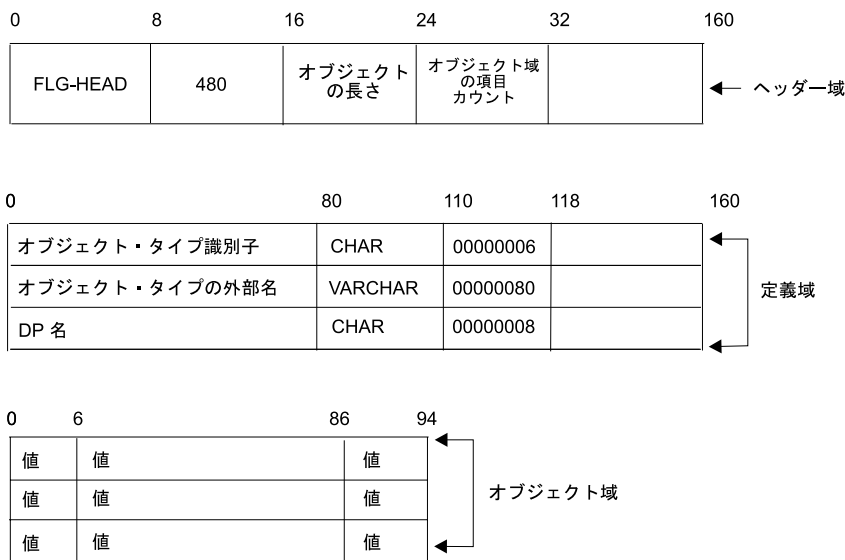 0 8 16 24 32 160
FLG-HEAD 480 オブジェクトの長さ オブジェクト域の項目カウント
ヘッダー域
0 80 110 118 160
オブジェクト・タイプ識別子 CHAR 00000006
オブジェクト・タイプの外部名 VARCHAR 00000080
DP 名 CHAR 00000008
定義域
0 6 86 94
値 値 値
値 値 値
値 値 値
オブジェクト域